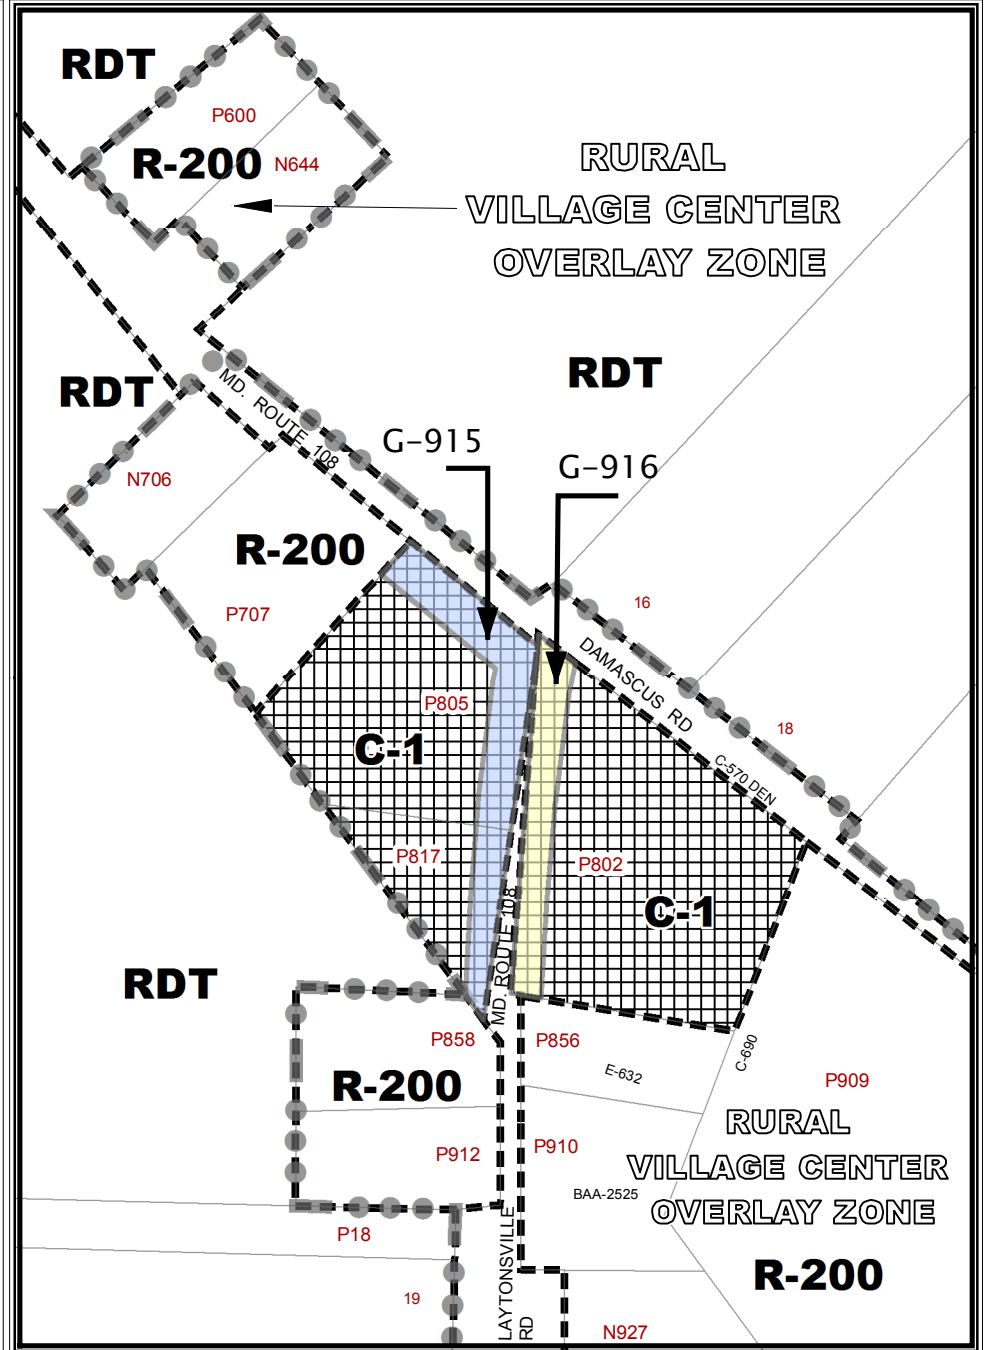 RDT
P600
R-200
N644
RURAL
VILLAGE CENTER
OVERLAY ZONE
RDT
RDT
MD. ROUTE 108
G-915
G-916
N706
R-200
P707
16
DAMASCUS RD
P805
18
C-1
C-570 DEN
P817
P802
C-1
MD. ROUTE 108
RDT
P858
P856
C-690
E-632
P909
R-200
RURAL
VILLAGE CENTER
OVERLAY ZONE
P912
P910
BAA-2525
P18
LAYTONSVILLE
RD
R-200
19
N927